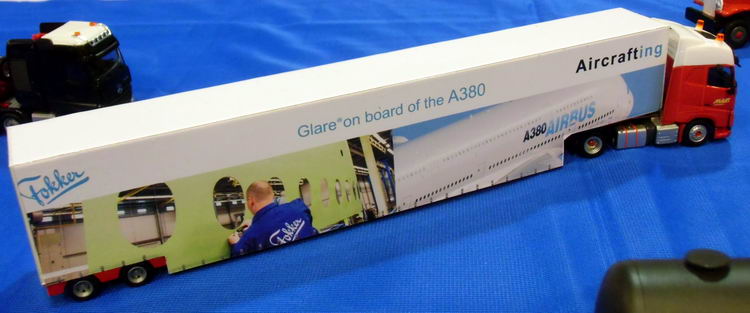 Aircrafting
Glare® on board of the A380
A380 AIRBUS
Fokker
Fokker